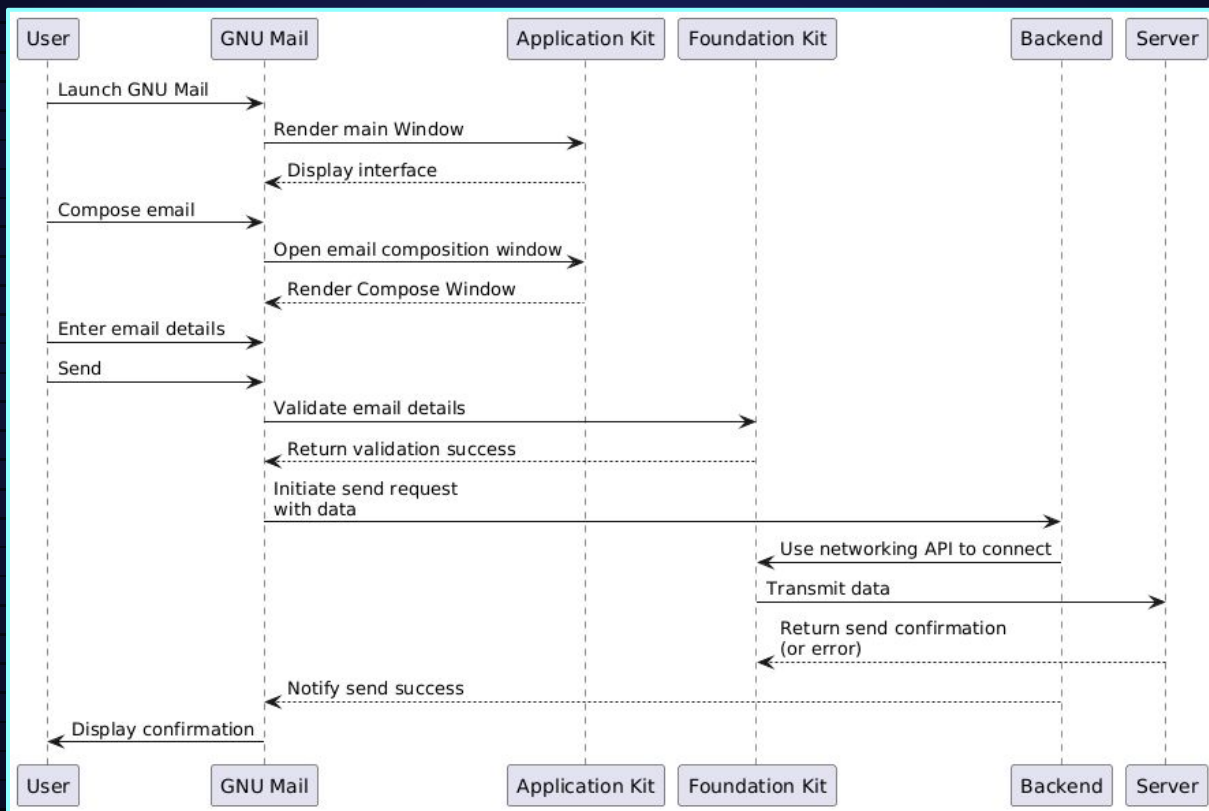 User
GNU Mail
Application Kit
Foundation Kit
Backend
Server
Launch GNU Mail
Render main Window
Display interface
Compose email
Open email composition window
Render Compose Window
Enter email details
Send
Validate email details
Return validation success
Initiate send request
with data
Use networking API to connect
Transmit data
Return send confirmation
(or error)
Notify send success
Display confirmation
User
GNU Mail
Application Kit
Foundation Kit
Backend
Server